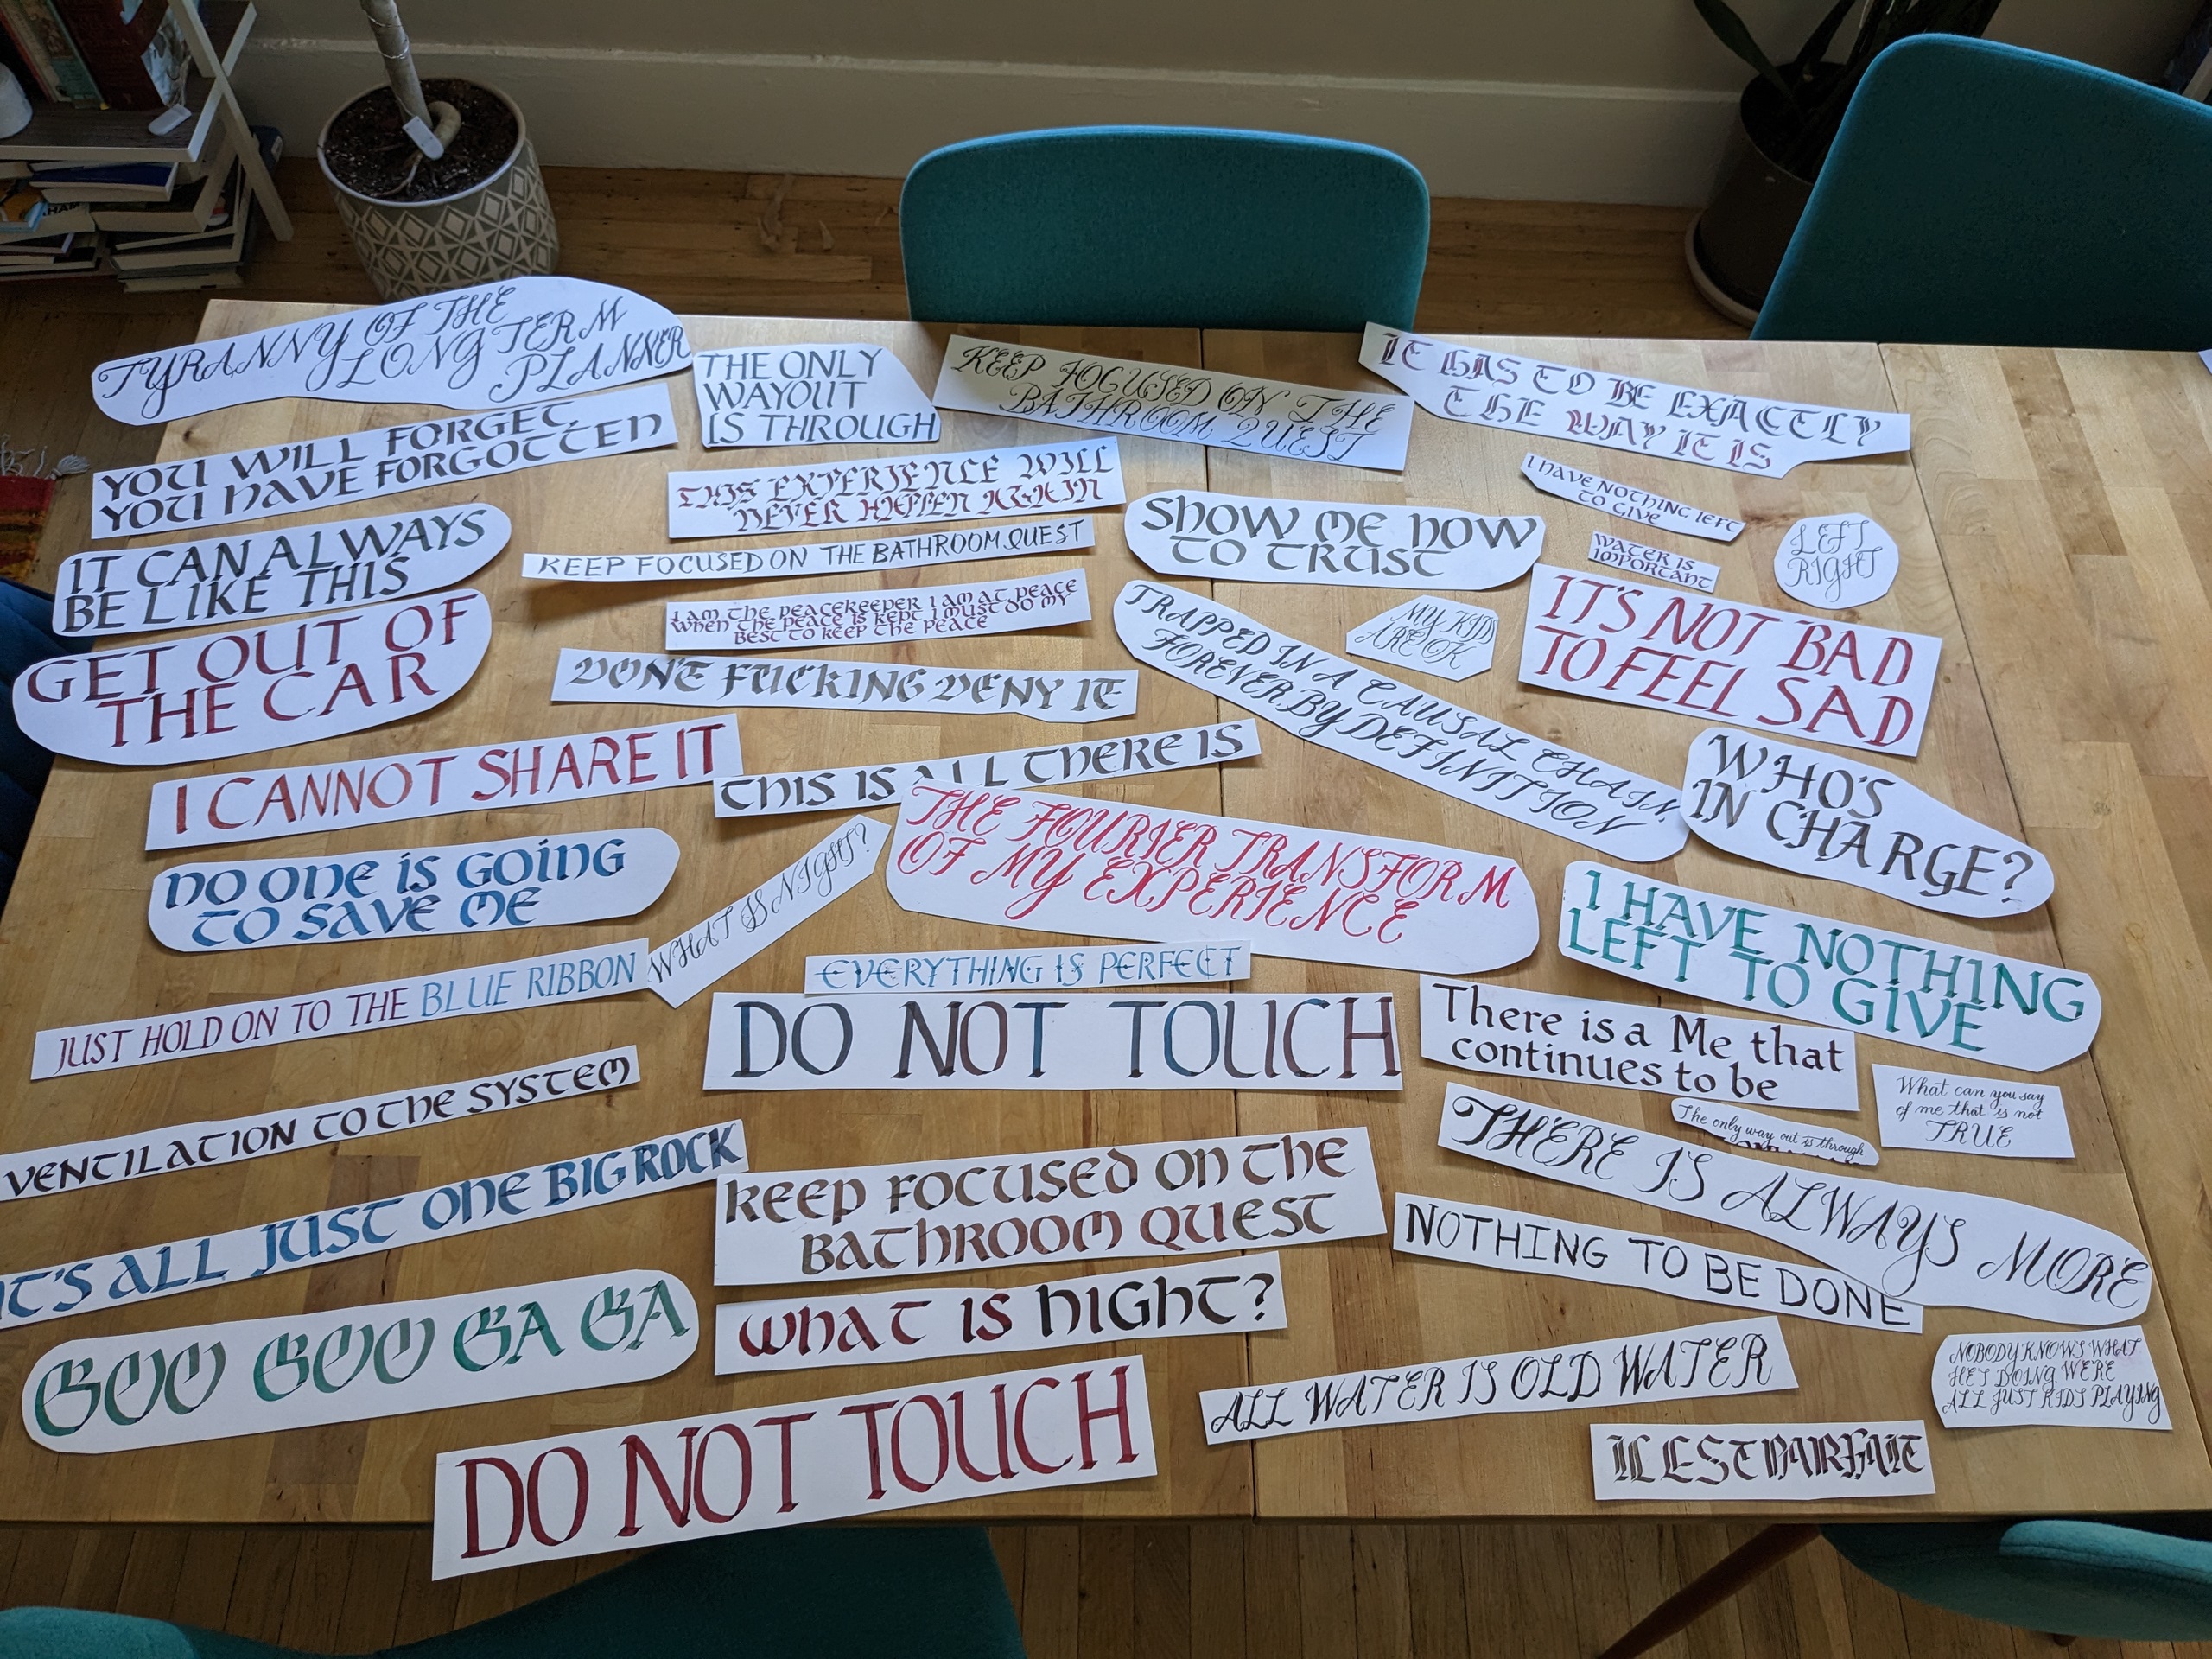 TYRANNY OF THE
LONG TERM
PLANNER
THE ONLY
WAY OUT
IS THROUGH
KEEP FOCUSED ON THE
BATHROOM QUEST
IT HAS TO BE EXACTLY
THE WAY IT IS
YOU WILL FORGET,
YOU HAVE FORGOTTEN
THIS EXPERIENCE WILL
NEVER HAPPEN AGAIN
I HAVE NOTHING LEFT
TO GIVE
SHOW ME HOW
TO TRUST
LEFT
RIGHT
IT CAN ALWAYS
BE LIKE THIS
KEEP FOCUSED ON THE BATHROOM QUEST
WATER IS
IMPORTANT
GET OUT OF
THE CAR
I AM THE PEACEKEEPER I AM AT PEACE
WHEN THE PEACE IS KEPT I MUST DO MY
BEST TO KEEP THE PEACE
MY KIDS
ARE OK
IT'S NOT BAD
TO FEEL SAD
TRAPPED IN A CAUSAL CHAIN
FOREVER BY DEFINITION
DON'T FUCKING DENY IT
I CANNOT SHARE IT
THIS IS ALL THERE IS
WHO'S
IN CHARGE?
THE FOURIER TRANSFORM
OF MY EXPERIENCE
NO ONE IS GOING
TO SAVE ME
WHAT IS NIGHT?
I HAVE NOTHING
LEFT TO GIVE
JUST HOLD ON TO THE BLUE RIBBON
EVERYTHING IS PERFECT
DO NOT TOUCH
There is a Me that
continues to be
What can you say
of me that is not
TRUE
VENTILATION TO THE SYSTEM
The only way out is through
THERE IS ALWAYS MORE
IT'S ALL JUST ONE BIG ROCK
KEEP FOCUSED ON THE
BATHROOM QUEST
NOTHING TO BE DONE
GOO GOO GA GA
WHAT IS NIGHT?
ALL WATER IS OLD WATER
NOBODY KNOWS WHAT
HE'S DOING WE'RE
ALL JUST KIDS PLAYING
DO NOT TOUCH
IL EST PARFAIT